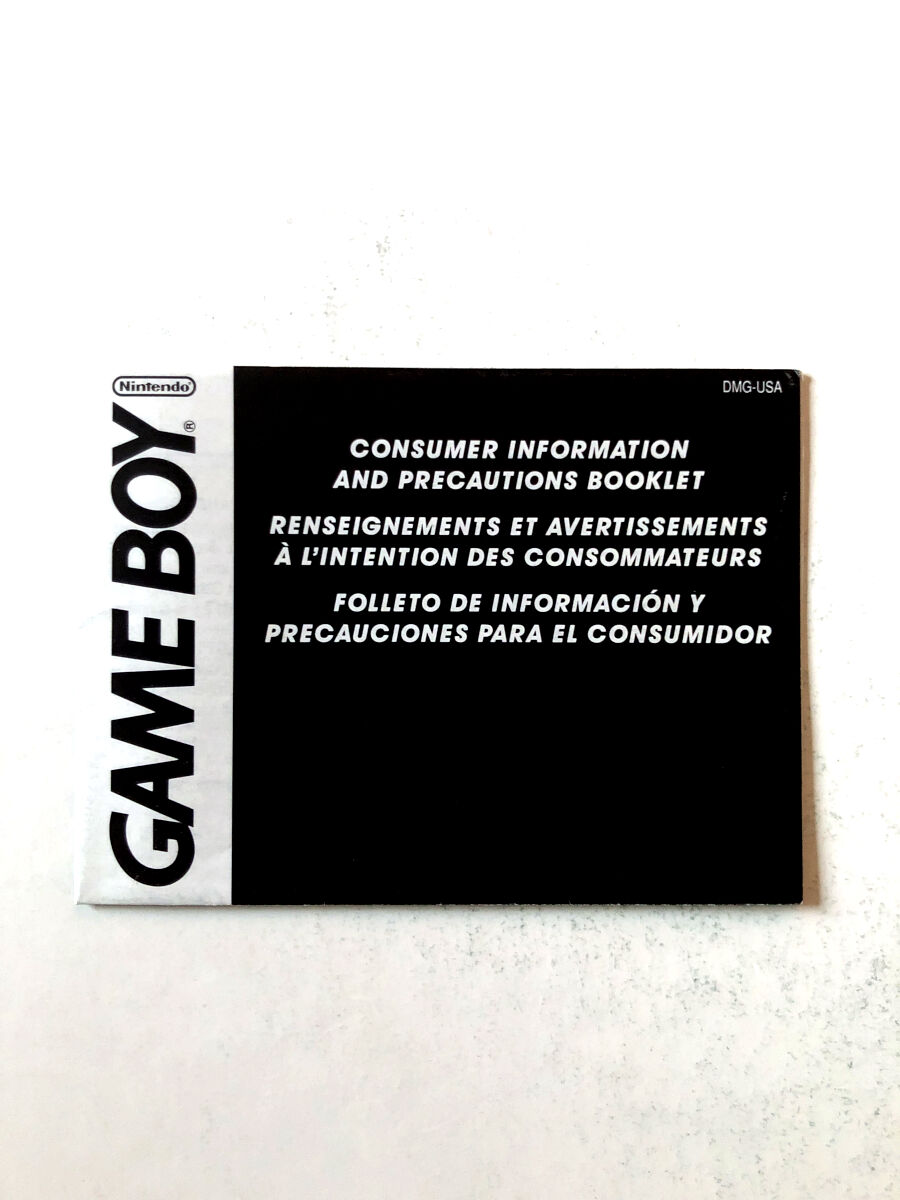 Nintendo®
GAME BOY®
DMG-USA
CONSUMER INFORMATION
AND PRECAUTIONS BOOKLET
RENSEIGNEMENTS ET AVERTISSEMENTS
À L'INTENTION DES CONSOMMATEURS
FOLLETO DE INFORMACIÓN Y
PRECAUCIONES PARA EL CONSUMIDOR